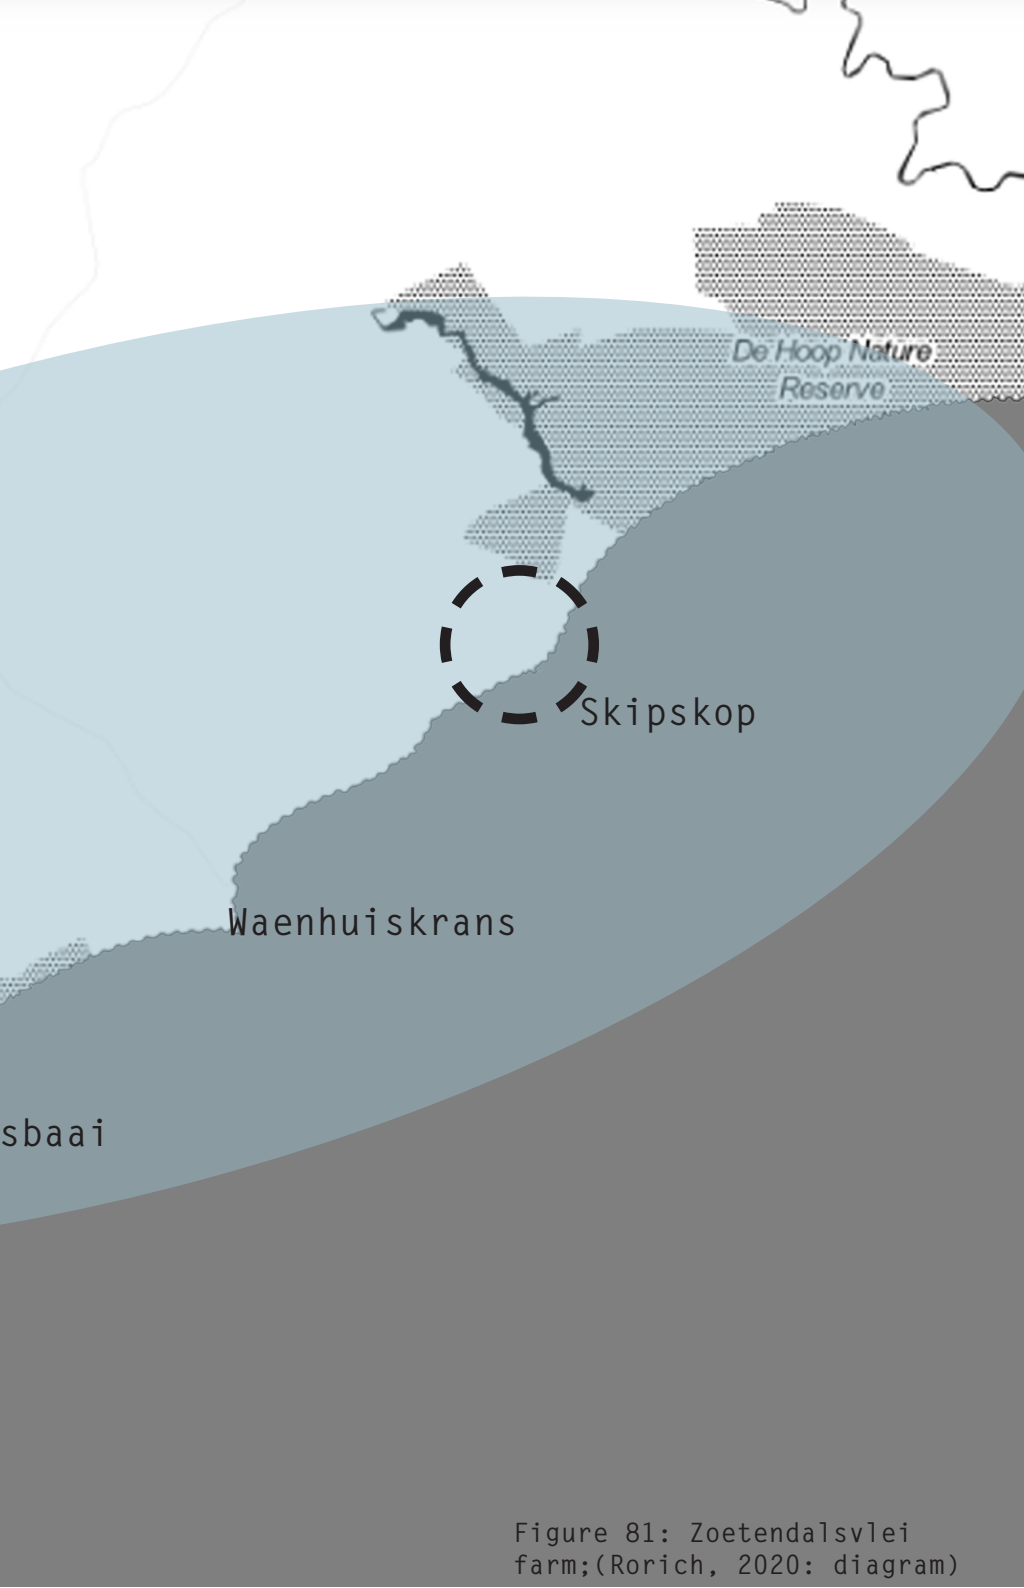 De Hoop Nature
Reserve
Skipskop
Waenhuiskrans
sbaai
Figure 81: Zoetendalsvlei
farm;(Rorich, 2020: diagram)